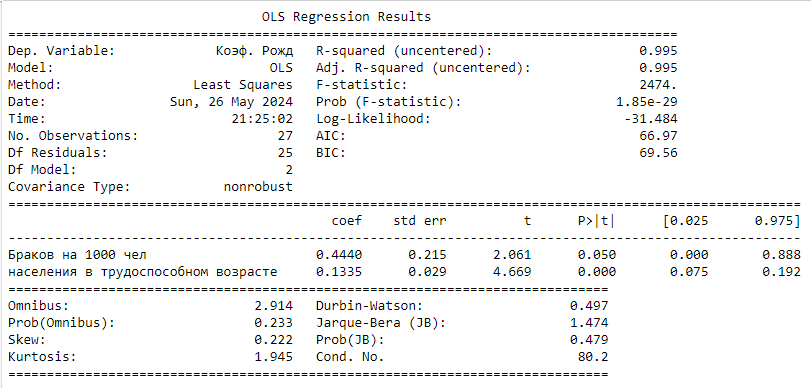 OLS Regression Results
==============================================================================
Dep. Variable: Коэф. Рожд R-squared (uncentered): 0.995
Model: OLS Adj. R-squared (uncentered): 0.995
Method: Least Squares F-statistic: 2474.
Date: Sun, 26 May 2024 Prob (F-statistic): 1.85e-29
Time: 21:25:02 Log-Likelihood: -31.484
No. Observations: 27 AIC: 66.97
Df Residuals: 25 BIC: 69.56
Df Model: 2
Covariance Type: nonrobust
==============================================================================
coef std err t P>|t| [0.025 0.975]
------------------------------------------------------------------------------
Браков на 1000 чел 0.4440 0.215 2.061 0.050 0.000 0.888
населения в трудоспособном возрасте 0.1335 0.029 4.669 0.000 0.075 0.192
==============================================================================
Omnibus: 2.914 Durbin-Watson: 0.497
Prob(Omnibus): 0.233 Jarque-Bera (JB): 1.474
Skew: 0.222 Prob(JB): 0.479
Kurtosis: 1.945 Cond. No. 80.2
==============================================================================